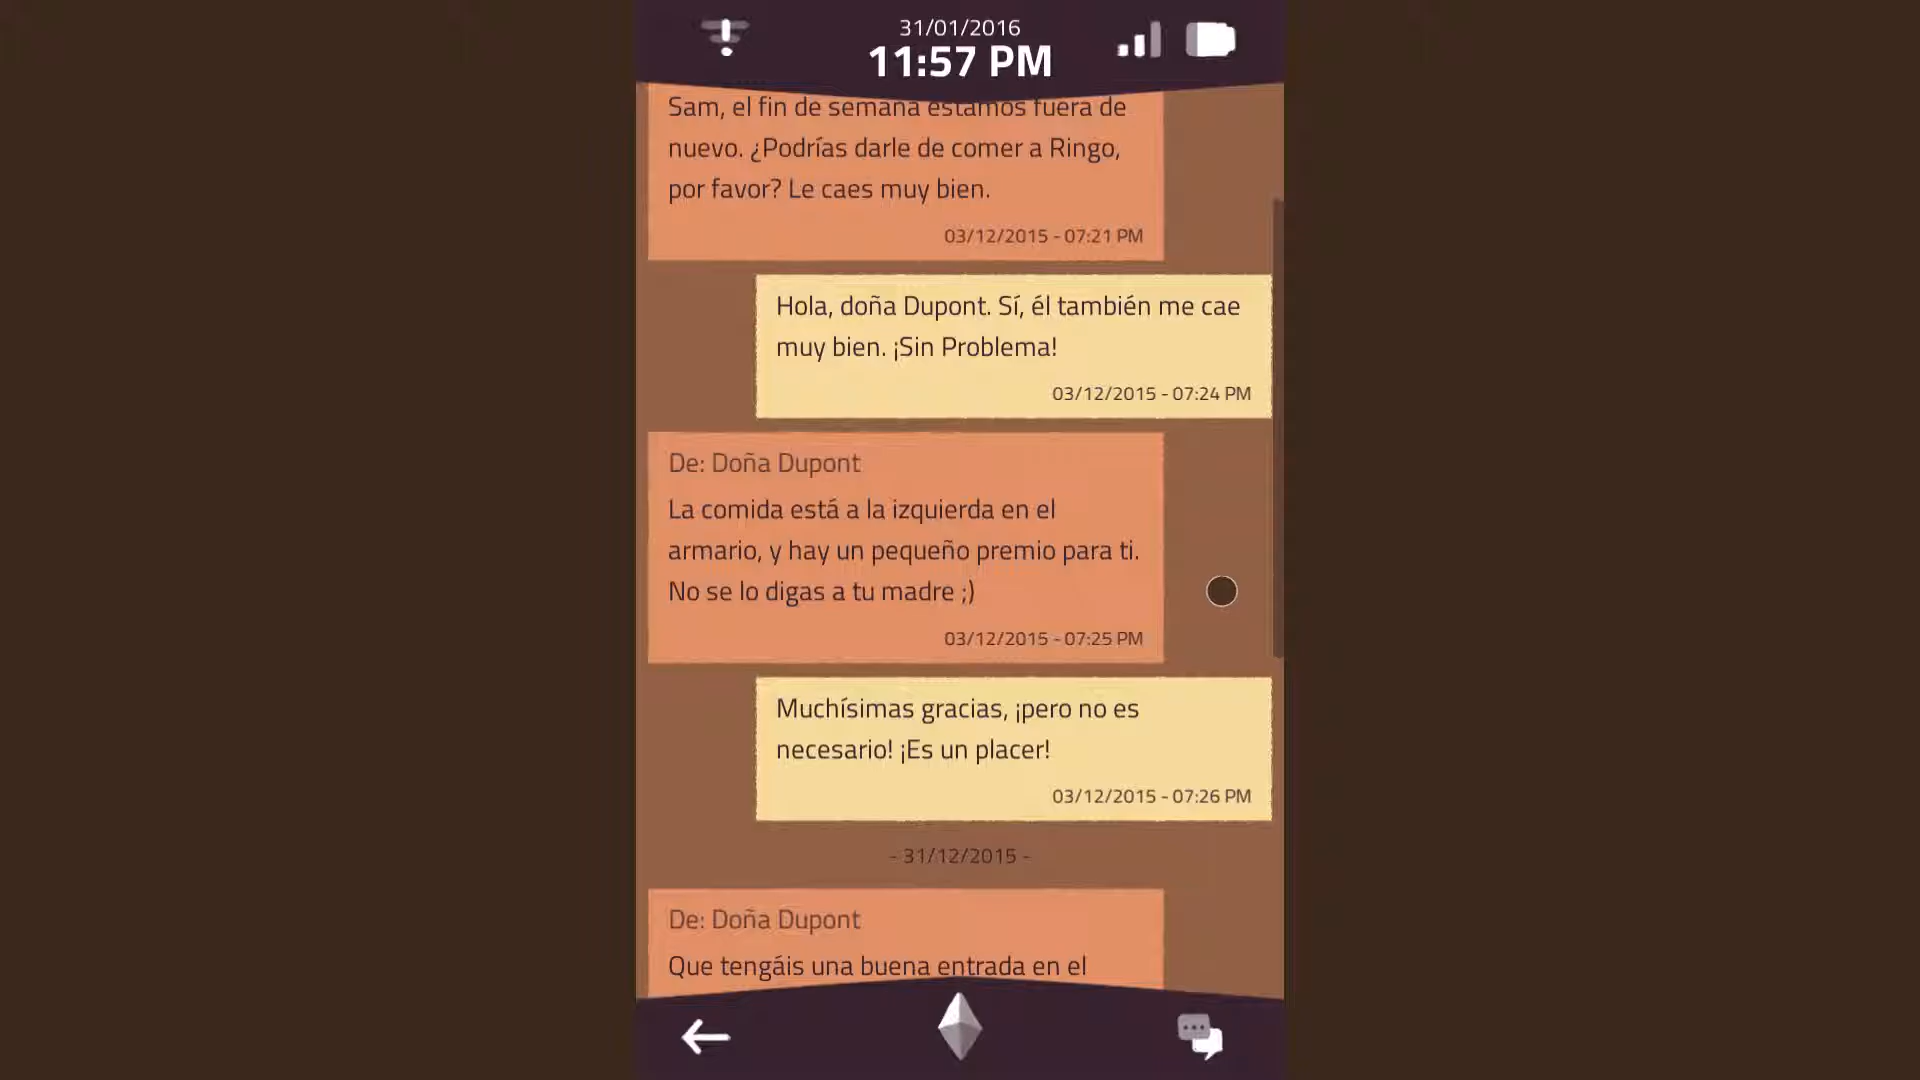 31/01/2016
11:57 PM
Sam, el fin de semana estamos fuera de
nuevo. ¿Podrías darle de comer a Ringo,
por favor? Le caes muy bien.
03/12/2015 - 07:21 PM
Hola, doña Dupont. Sí, él también me cae
muy bien. ¡Sin Problema!
03/12/2015 - 07:24 PM
De: Doña Dupont
La comida está a la izquierda en el
armario, y hay un pequeño premio para ti.
No se lo digas a tu madre ;)
03/12/2015 - 07:25 PM
Muchísimas gracias, ¡pero no es
necesario! ¡Es un placer!
03/12/2015 - 07:26 PM
- 31/12/2015 -
De: Doña Dupont
Que tengáis una buena entrada en el